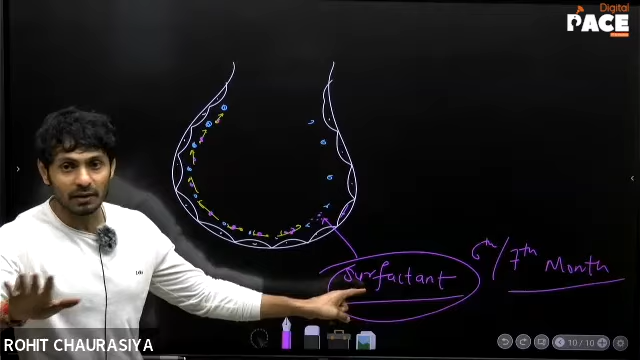 Digital
PACE
Surfactant
6th/7th Month
ROHIT CHAURASIYA
10/10